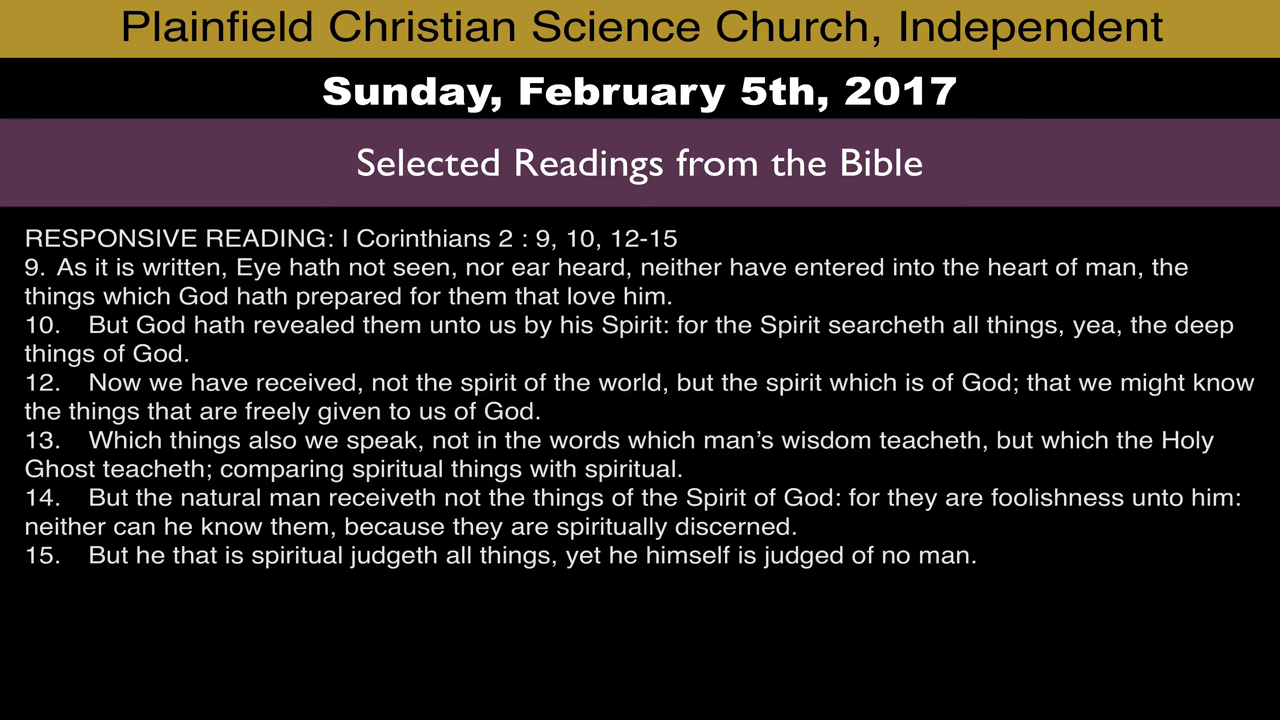 Plainfield Christian Science Church, Independent
Sunday, February 5th, 2017
Selected Readings from the Bible
RESPONSIVE READING: I Corinthians 2 : 9, 10, 12-15
9. As it is written, Eye hath not seen, nor ear heard, neither have entered into the heart of man, the
things which God hath prepared for them that love him.
10. But God hath revealed them unto us by his Spirit: for the Spirit searcheth all things, yea, the deep
things of God.
12. Now we have received, not the spirit of the world, but the spirit which is of God; that we might know
the things that are freely given to us of God.
13. Which things also we speak, not in the words which man’s wisdom teacheth, but which the Holy
Ghost teacheth; comparing spiritual things with spiritual.
14. But the natural man receiveth not the things of the Spirit of God: for they are foolishness unto him:
neither can he know them, because they are spiritually discerned.
15. But he that is spiritual judgeth all things, yet he himself is judged of no man.